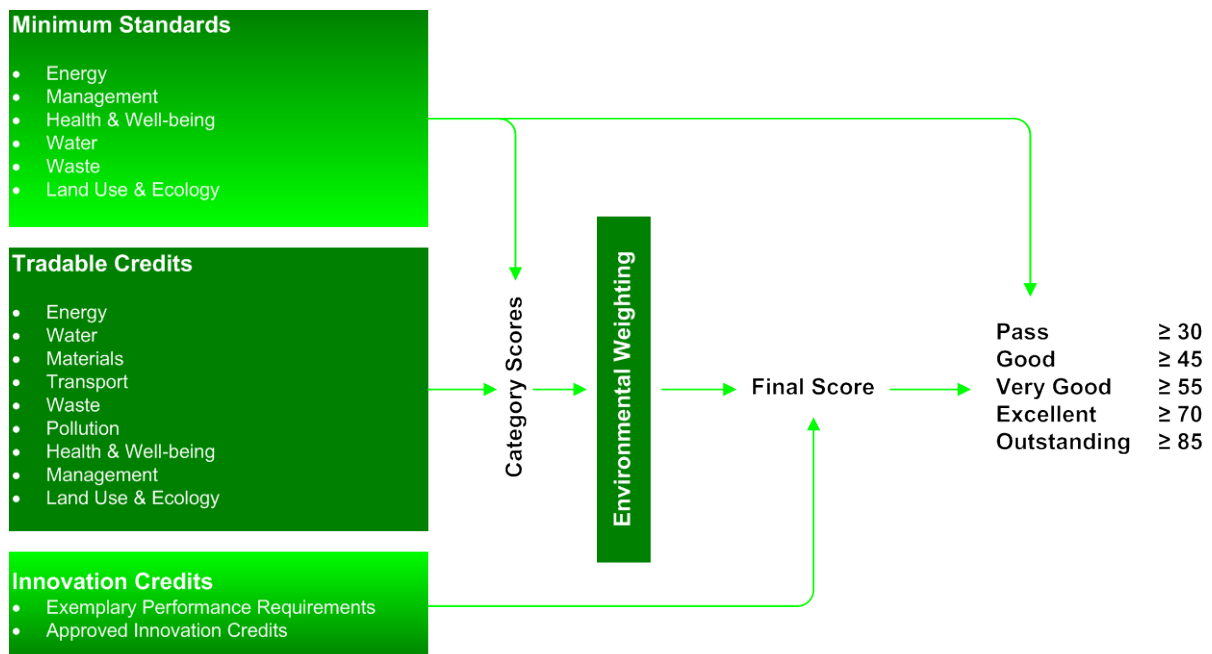 Minimum Standards
• Energy
• Management
• Health & Well-being
• Water
• Waste
• Land Use & Ecology
Tradable Credits
• Energy
• Water
• Materials
• Transport
• Waste
• Pollution
• Health & Well-being
• Management
• Land Use & Ecology
Innovation Credits
• Exemplary Performance Requirements
• Approved Innovation Credits
Category Scores
Environmental Weighting
Final Score
Pass ≥ 30
Good ≥ 45
Very Good ≥ 55
Excellent ≥ 70
Outstanding ≥ 85